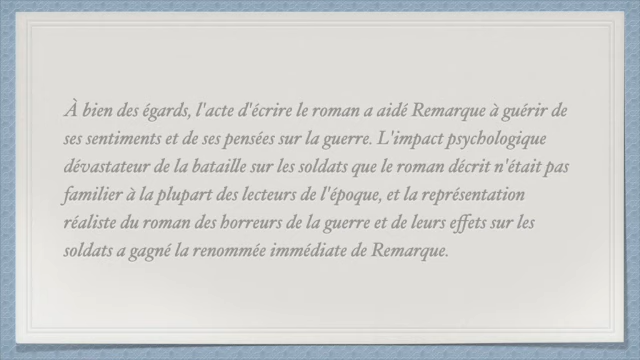 À bien des égards, l'acte d'écrire le roman a aidé Remarque à guérir de
ses sentiments et de ses pensées sur la guerre. L'impact psychologique
dévastateur de la bataille sur les soldats que le roman décrit n'était pas
familier à la plupart des lecteurs de l'époque, et la représentation
réaliste du roman des horreurs de la guerre et de leurs effets sur les
soldats a gagné la renommée immédiate de Remarque.